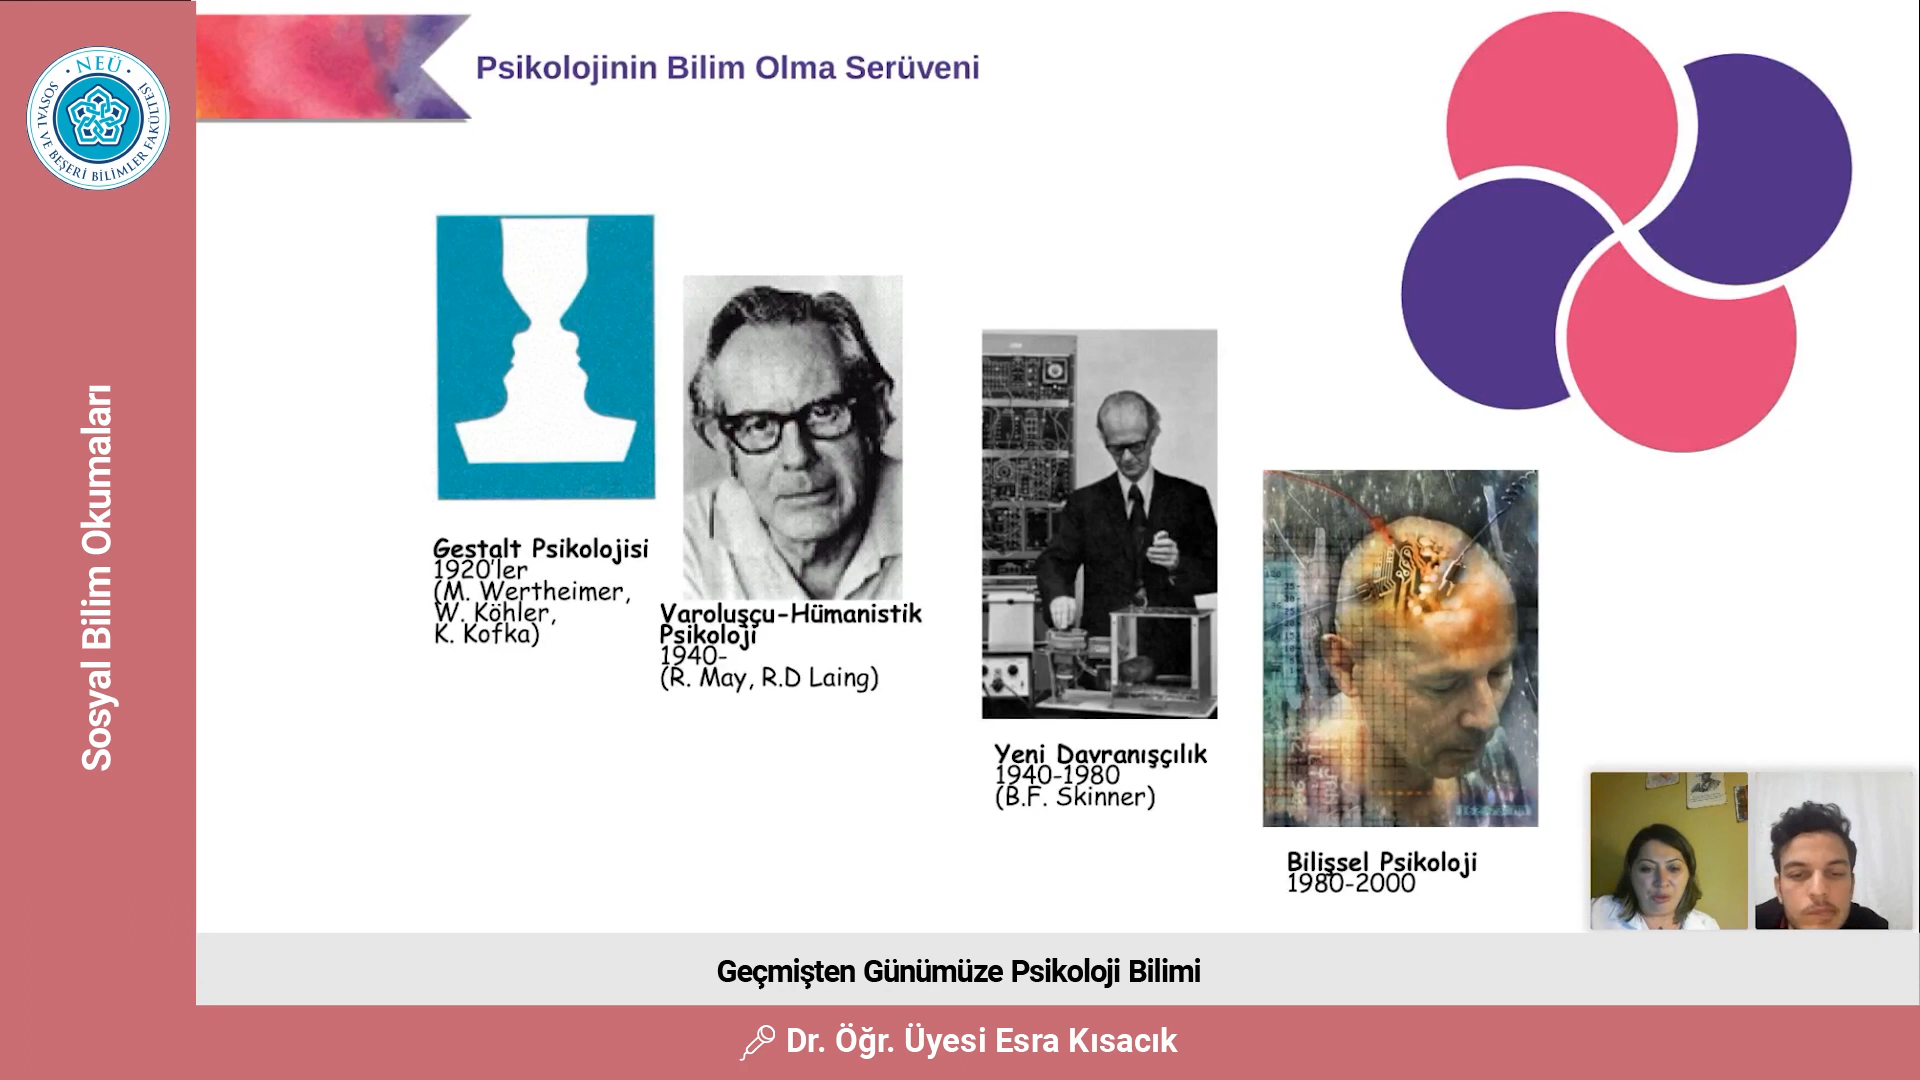 NEÜ
SOSYAL VE BEŞERİ BİLİMLER FAKÜLTESİ
Sosyal Bilim Okumaları
Psikolojinin Bilim Olma Serüveni
Gestalt Psikolojisi
1920'ler
(M. Wertheimer,
W. Köhler,
K. Kofka)
Varoluşçu-Hümanistik
Psikoloji
1940-
(R. May, R.D Laing)
Yeni Davranışçılık
1940-1980
(B.F. Skinner)
Bilişsel Psikoloji
1980-2000
Geçmişten Günümüze Psikoloji Bilimi
Dr. Öğr. Üyesi Esra Kısacık